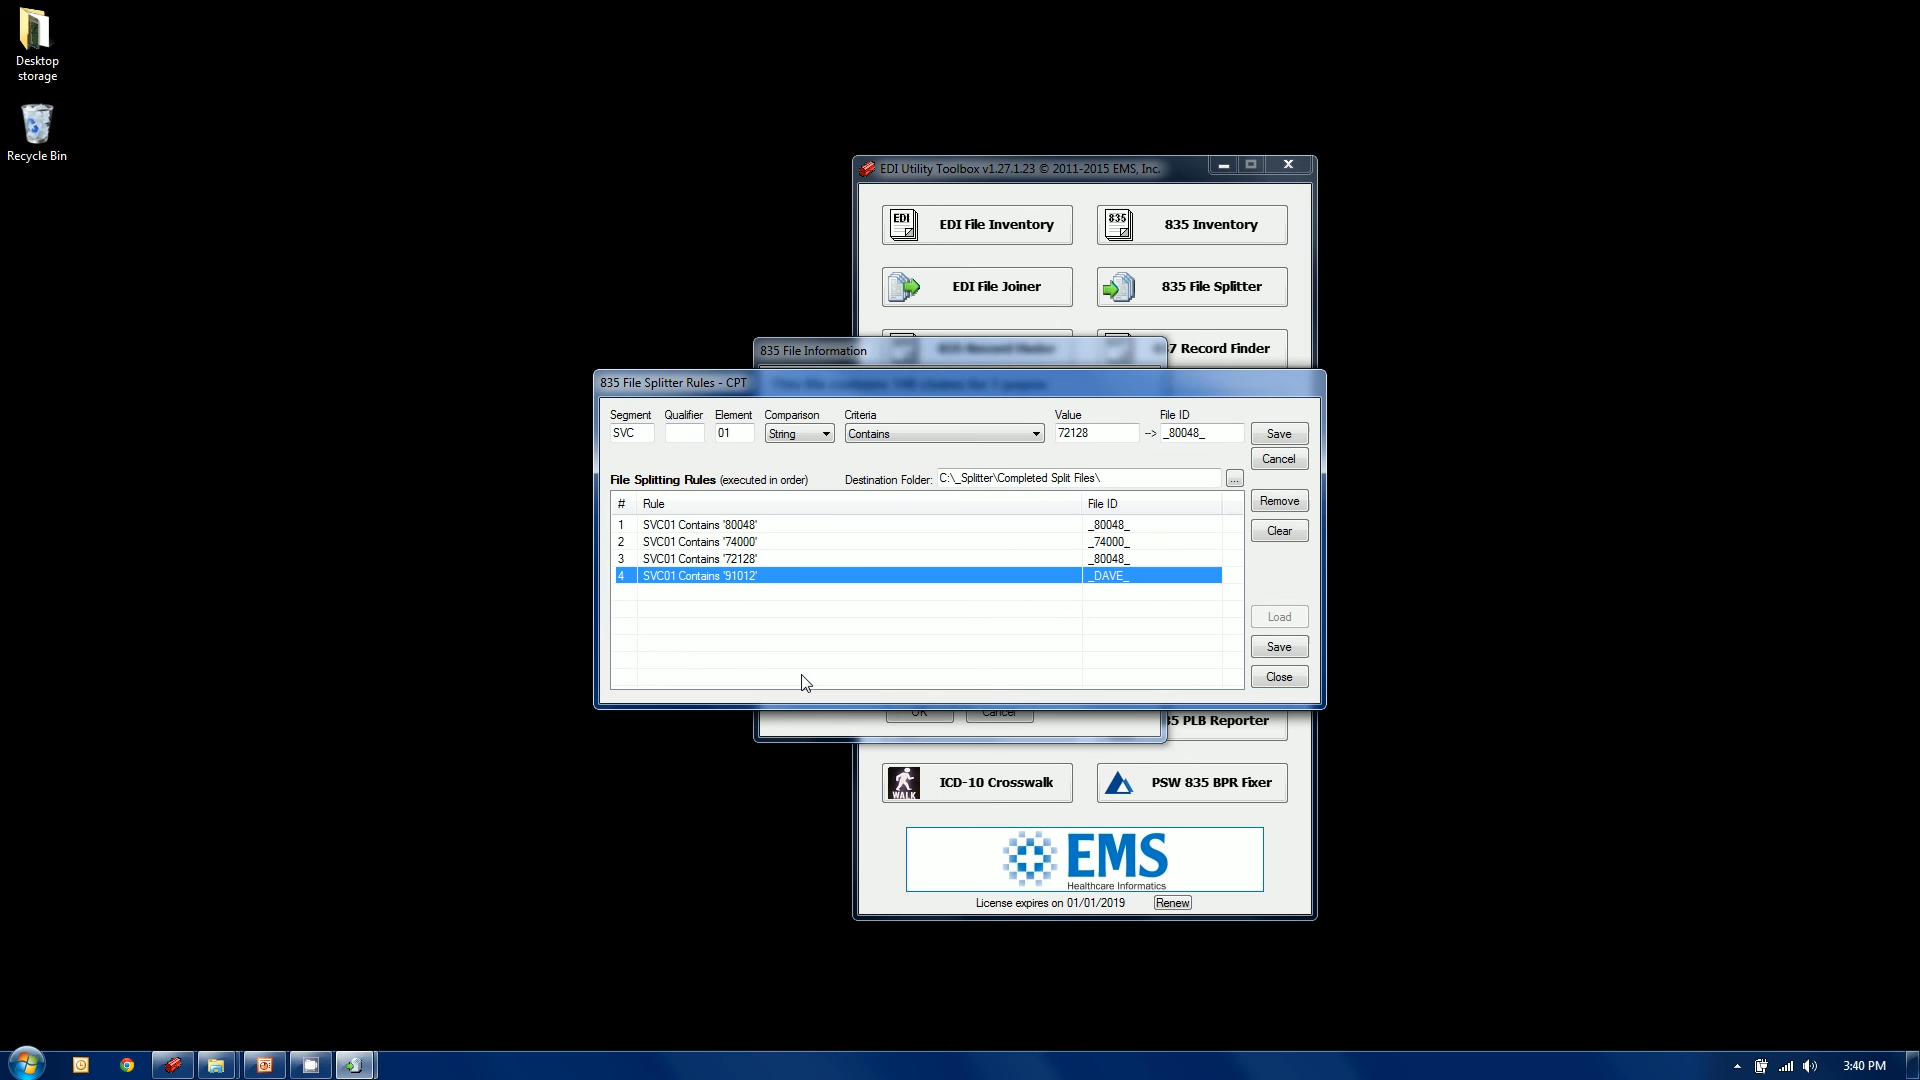 Desktop
storage
Recycle Bin
EDI Utility Toolbox v1.27.1.23 © 2011-2015 EMS, Inc.
EDI
EDI File Inventory
835
835 Inventory
EDI File Joiner
835 File Splitter
835 File Information
7 Record Finder
835 File Splitter Rules - CPT
Segment Qualifier Element Comparison Criteria Value File ID
SVC 01 String Contains 72128 --> _80048_ Save
Cancel
File Splitting Rules (executed in order) Destination Folder: C:\_Splitter\Completed Split Files\ ...
# Rule File ID Remove
1 SVC01 Contains '80048' _80048_
Clear
2 SVC01 Contains '74000' _74000_
3 SVC01 Contains '72128' _80048_
4 SVC01 Contains '91012' _DAVE_
Load
Save
Close
OK Cancel
35 PLB Reporter
WALK
ICD-10 Crosswalk
PSW 835 BPR Fixer
EMS
Healthcare Informatics
License expires on 01/01/2019 Renew
3:40 PM